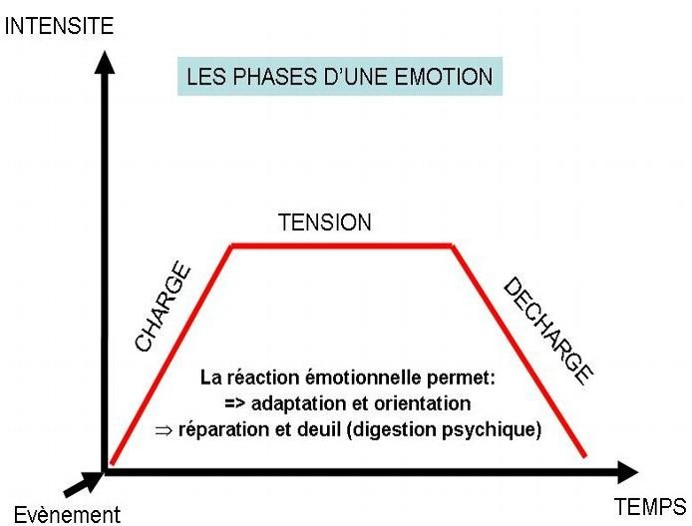 INTENSITE
LES PHASES D'UNE EMOTION
TENSION
CHARGE
DECHARGE
La réaction émotionnelle permet:
=> adaptation et orientation
⇒ réparation et deuil (digestion psychique)
TEMPS
Evènement